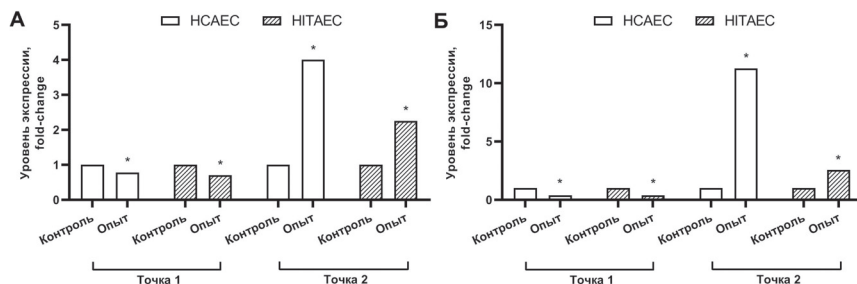 А
HCAEC
HITAEC
Уровень экспрессии,
fold-change
5
4
3
2
1
0
*
*
*
*
Контроль
Опыт
Контроль
Опыт
Контроль
Опыт
Контроль
Опыт
Точка 1
Точка 2
Б
HCAEC
HITAEC
Уровень экспрессии,
fold-change
15
10
5
0
*
*
*
*
Контроль
Опыт
Контроль
Опыт
Контроль
Опыт
Контроль
Опыт
Точка 1
Точка 2